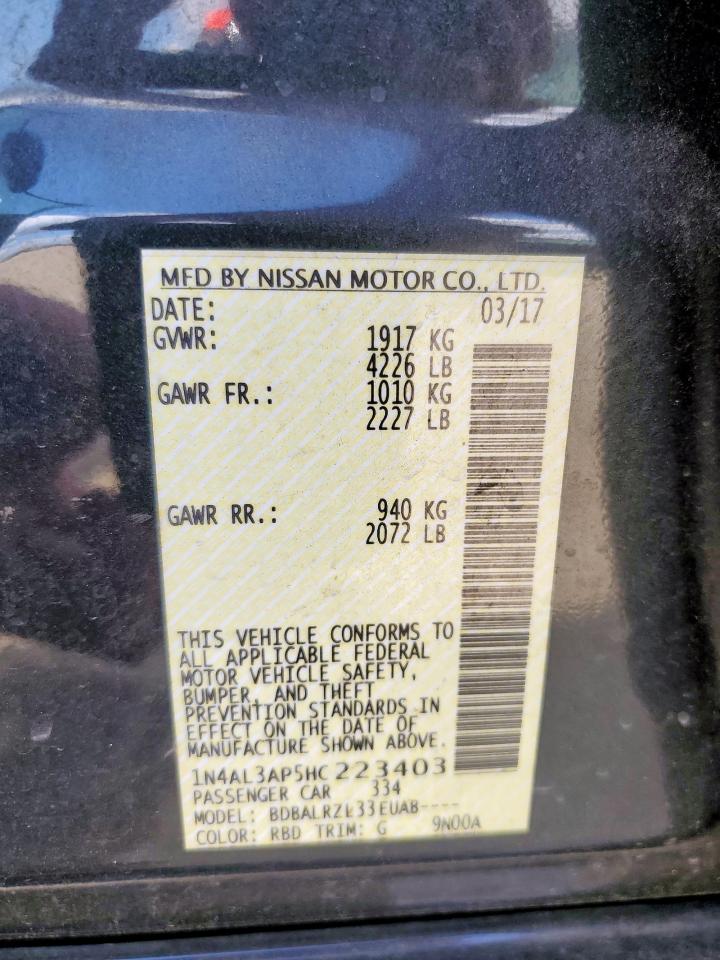 MFD BY NISSAN MOTOR CO., LTD.
DATE: 03/17
GVWR: 1917 KG
4226 LB
GAWR FR.: 1010 KG
2227 LB
GAWR RR.: 940 KG
2072 LB
THIS VEHICLE CONFORMS TO
ALL APPLICABLE FEDERAL
MOTOR VEHICLE SAFETY,
BUMPER, AND THEFT
PREVENTION STANDARDS IN
EFFECT ON THE DATE OF
MANUFACTURE SHOWN ABOVE.
1N4AL3AP5HC223403
PASSENGER CAR 334
MODEL: BDBALRZL33EUAB----
COLOR: RBD TRIM: G 9N00A